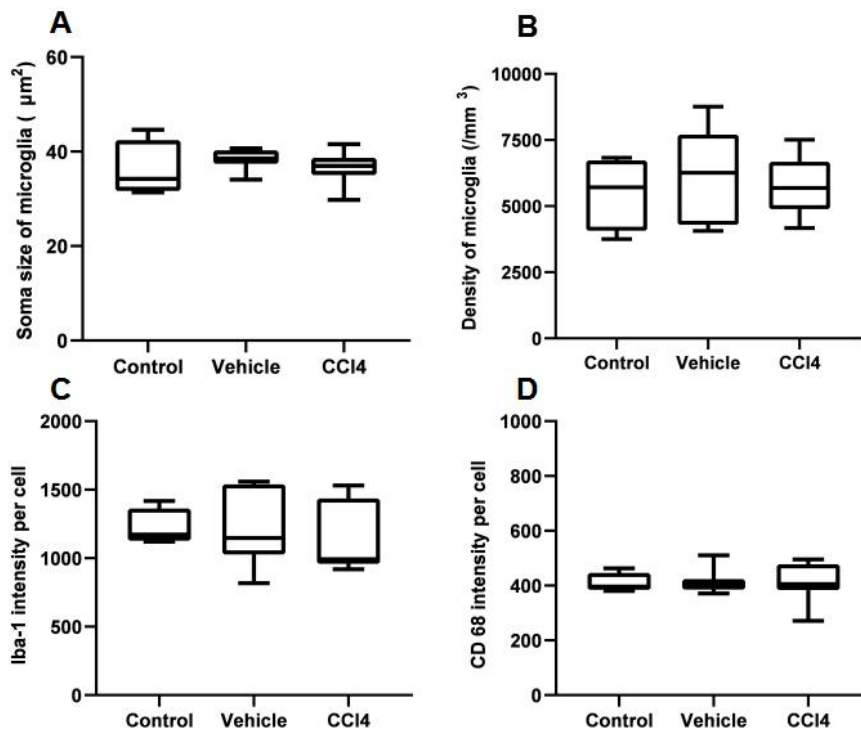 A
Soma size of microglia ( μm²)
60
40
20
0
Control Vehicle CCl4
B
Density of microglia (/mm ³)
10000
7500
5000
2500
0
Control Vehicle CCl4
C
Iba-1 intensity per cell
2000
1500
1000
500
0
Control Vehicle CCl4
D
CD 68 intensity per cell
1000
800
600
400
200
0
Control Vehicle CCl4